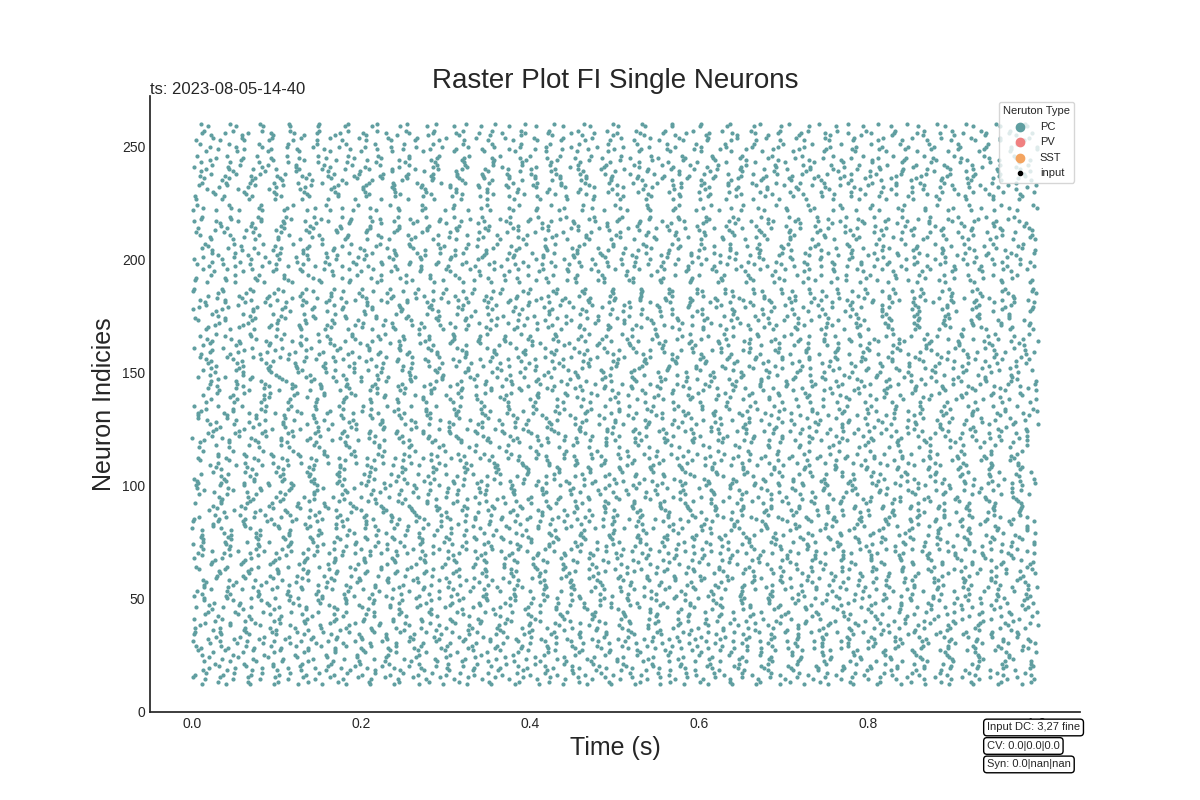 Raster Plot FI Single Neurons
ts: 2023-08-05-14-40
Neruton Type
PC
PV
SST
input
Neuron Indicies
250
200
150
100
50
0
0.0 0.2 0.4 0.6 0.8
Time (s)
Input DC: 3,27 fine
CV: 0.0|0.0|0.0
Syn: 0.0|nan|nan